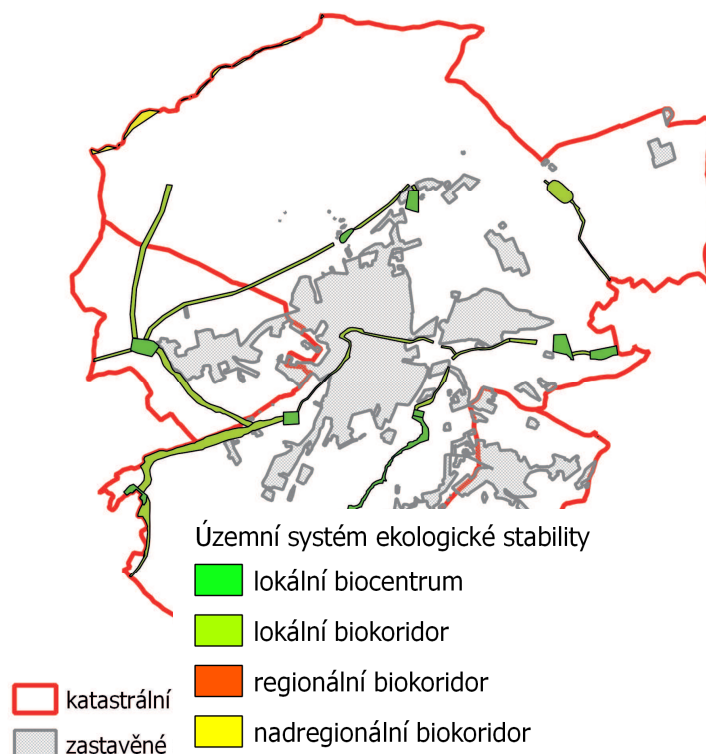 Územní systém ekologické stability
lokální biocentrum
lokální biokoridor
regionální biokoridor
nadregionální biokoridor
katastrální
zastavěné